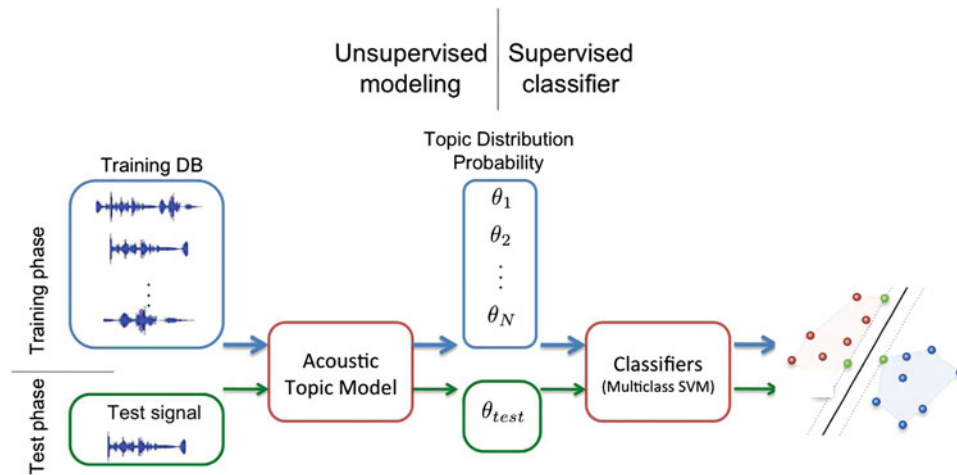 Unsupervised modeling
Supervised classifier
Topic Distribution
Probability
Training DB
Training phase
θ1
θ2
⋮
θN
Acoustic
Topic Model
Classifiers
(Multiclass SVM)
Test phase
Test signal
θtest